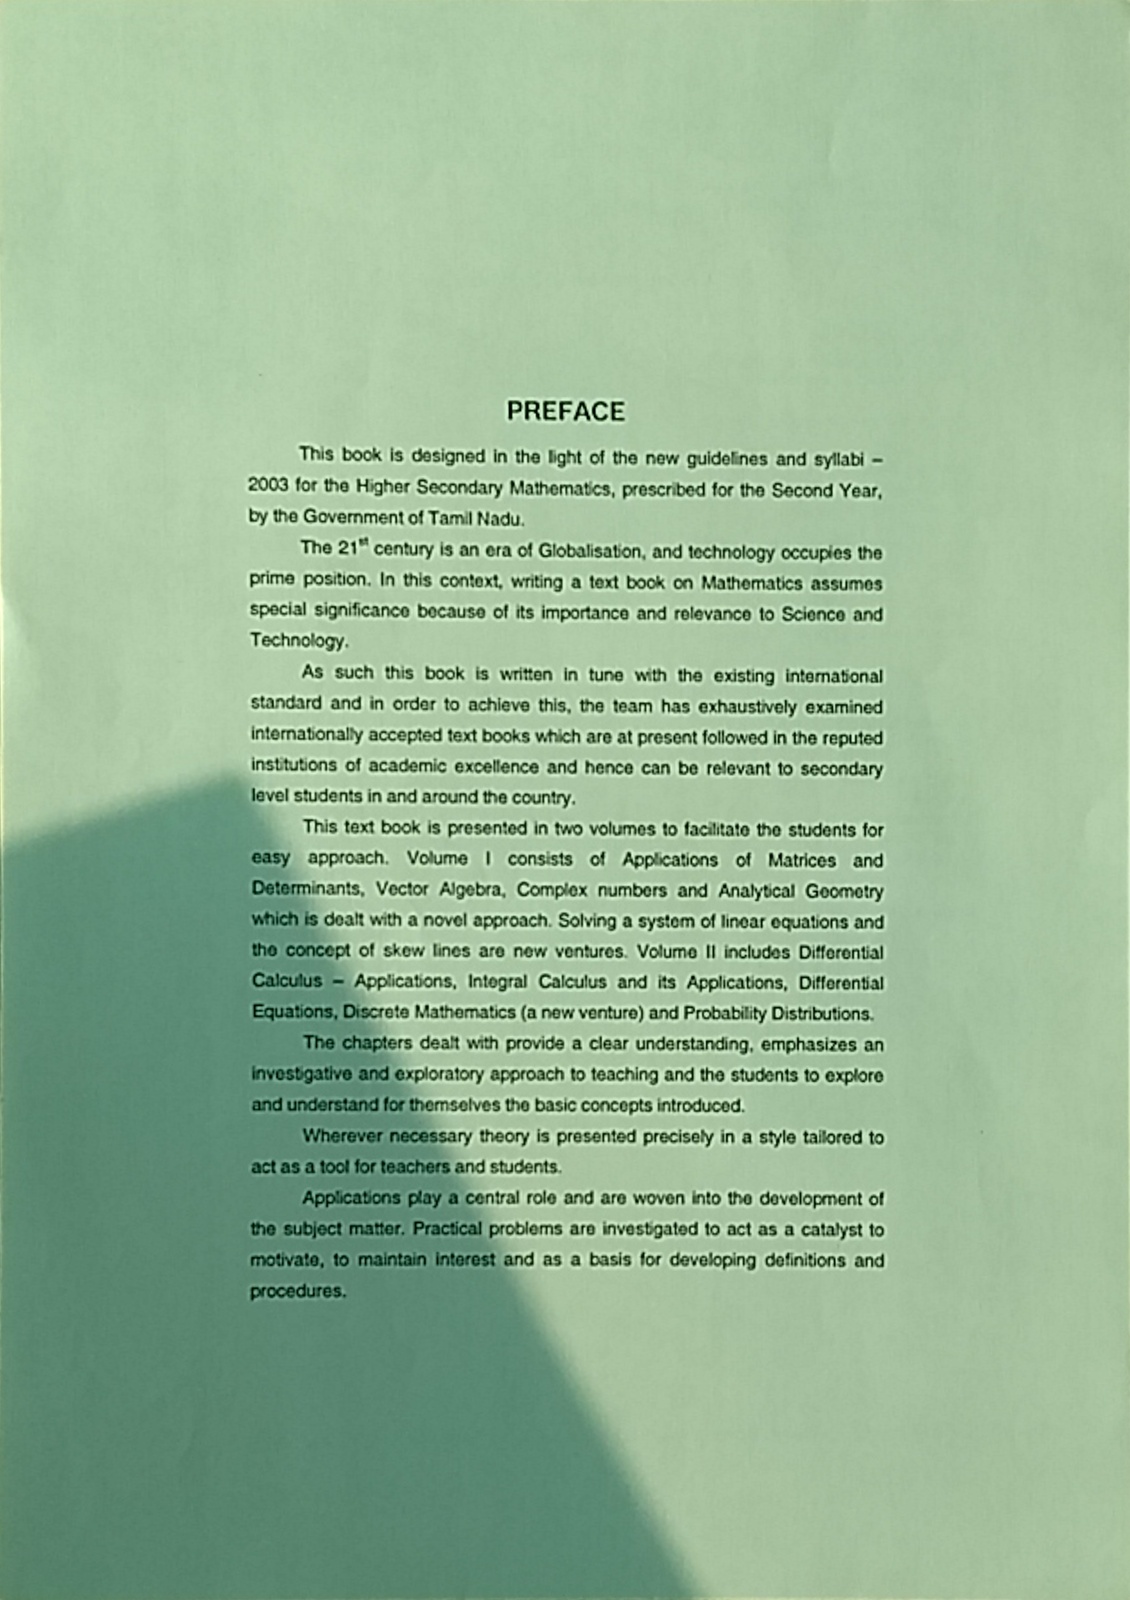 PREFACE
This book is designed in the light of the new guidelines and syllabi –
2003 for the Higher Secondary Mathematics, prescribed for the Second Year,
by the Government of Tamil Nadu.
The 21st century is an era of Globalisation, and technology occupies the
prime position. In this context, writing a text book on Mathematics assumes
special significance because of its importance and relevance to Science and
Technology.
As such this book is written in tune with the existing international
standard and in order to achieve this, the team has exhaustively examined
internationally accepted text books which are at present followed in the reputed
institutions of academic excellence and hence can be relevant to secondary
level students in and around the country.
This text book is presented in two volumes to facilitate the students for
easy approach. Volume I consists of Applications of Matrices and
Determinants, Vector Algebra, Complex numbers and Analytical Geometry
which is dealt with a novel approach. Solving a system of linear equations and
the concept of skew lines are new ventures. Volume II includes Differential
Calculus – Applications, Integral Calculus and its Applications, Differential
Equations, Discrete Mathematics (a new venture) and Probability Distributions.
The chapters dealt with provide a clear understanding, emphasizes an
investigative and exploratory approach to teaching and the students to explore
and understand for themselves the basic concepts introduced.
Wherever necessary theory is presented precisely in a style tailored to
act as a tool for teachers and students.
Applications play a central role and are woven into the development of
the subject matter. Practical problems are investigated to act as a catalyst to
motivate, to maintain interest and as a basis for developing definitions and
procedures.